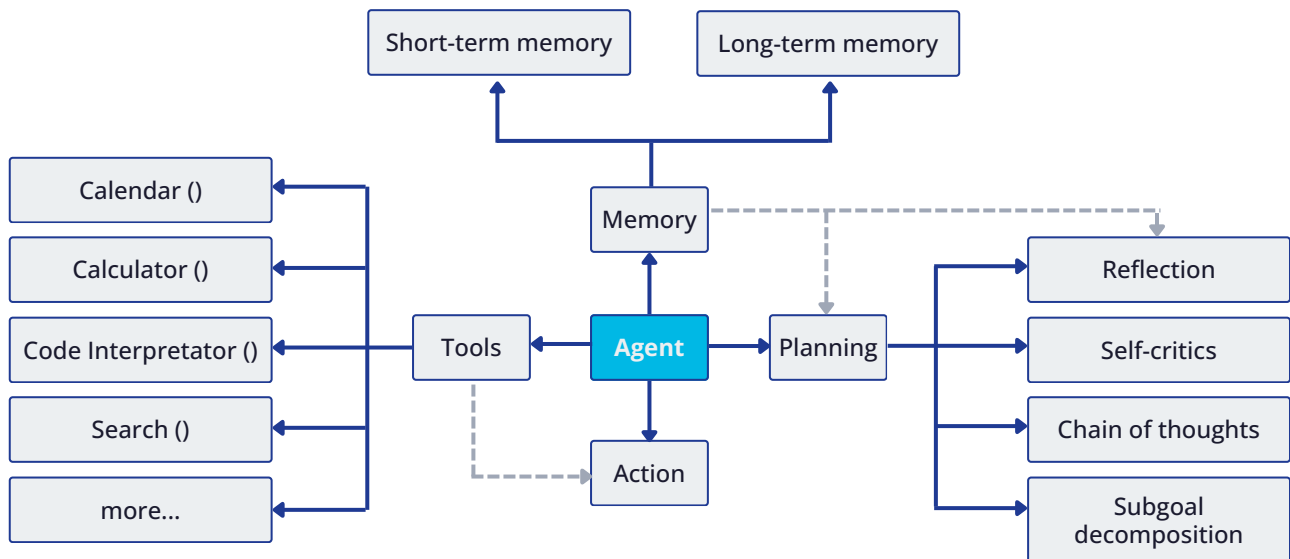 Short-term memory
Long-term memory
Calendar ()
Memory
Calculator ()
Reflection
Code Interpretator ()
Tools
Agent
Planning
Self-critics
Search ()
Chain of thoughts
Action
more...
Subgoal
decomposition